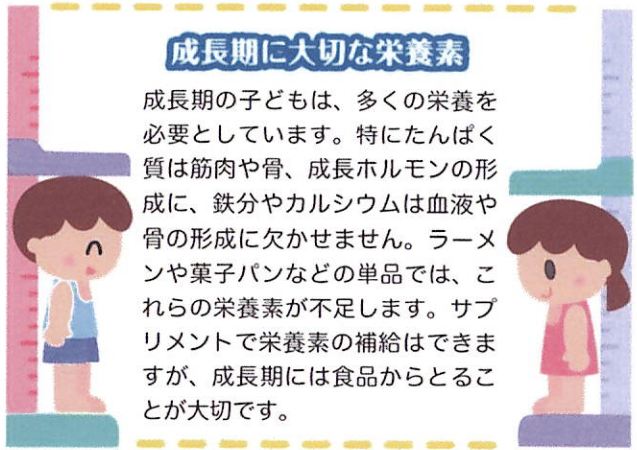 成長期に大切な栄養素
成長期の子どもは、多くの栄養を
必要としています。特にたんぱく
質は筋肉や骨、成長ホルモンの形
成に、鉄分やカルシウムは血液や
骨の形成に欠かせません。ラーメ
ンや菓子パンなどの単品では、こ
れらの栄養素が不足します。サプ
リメントで栄養素の補給はできま
すが、成長期には食品からとるこ
とが大切です。